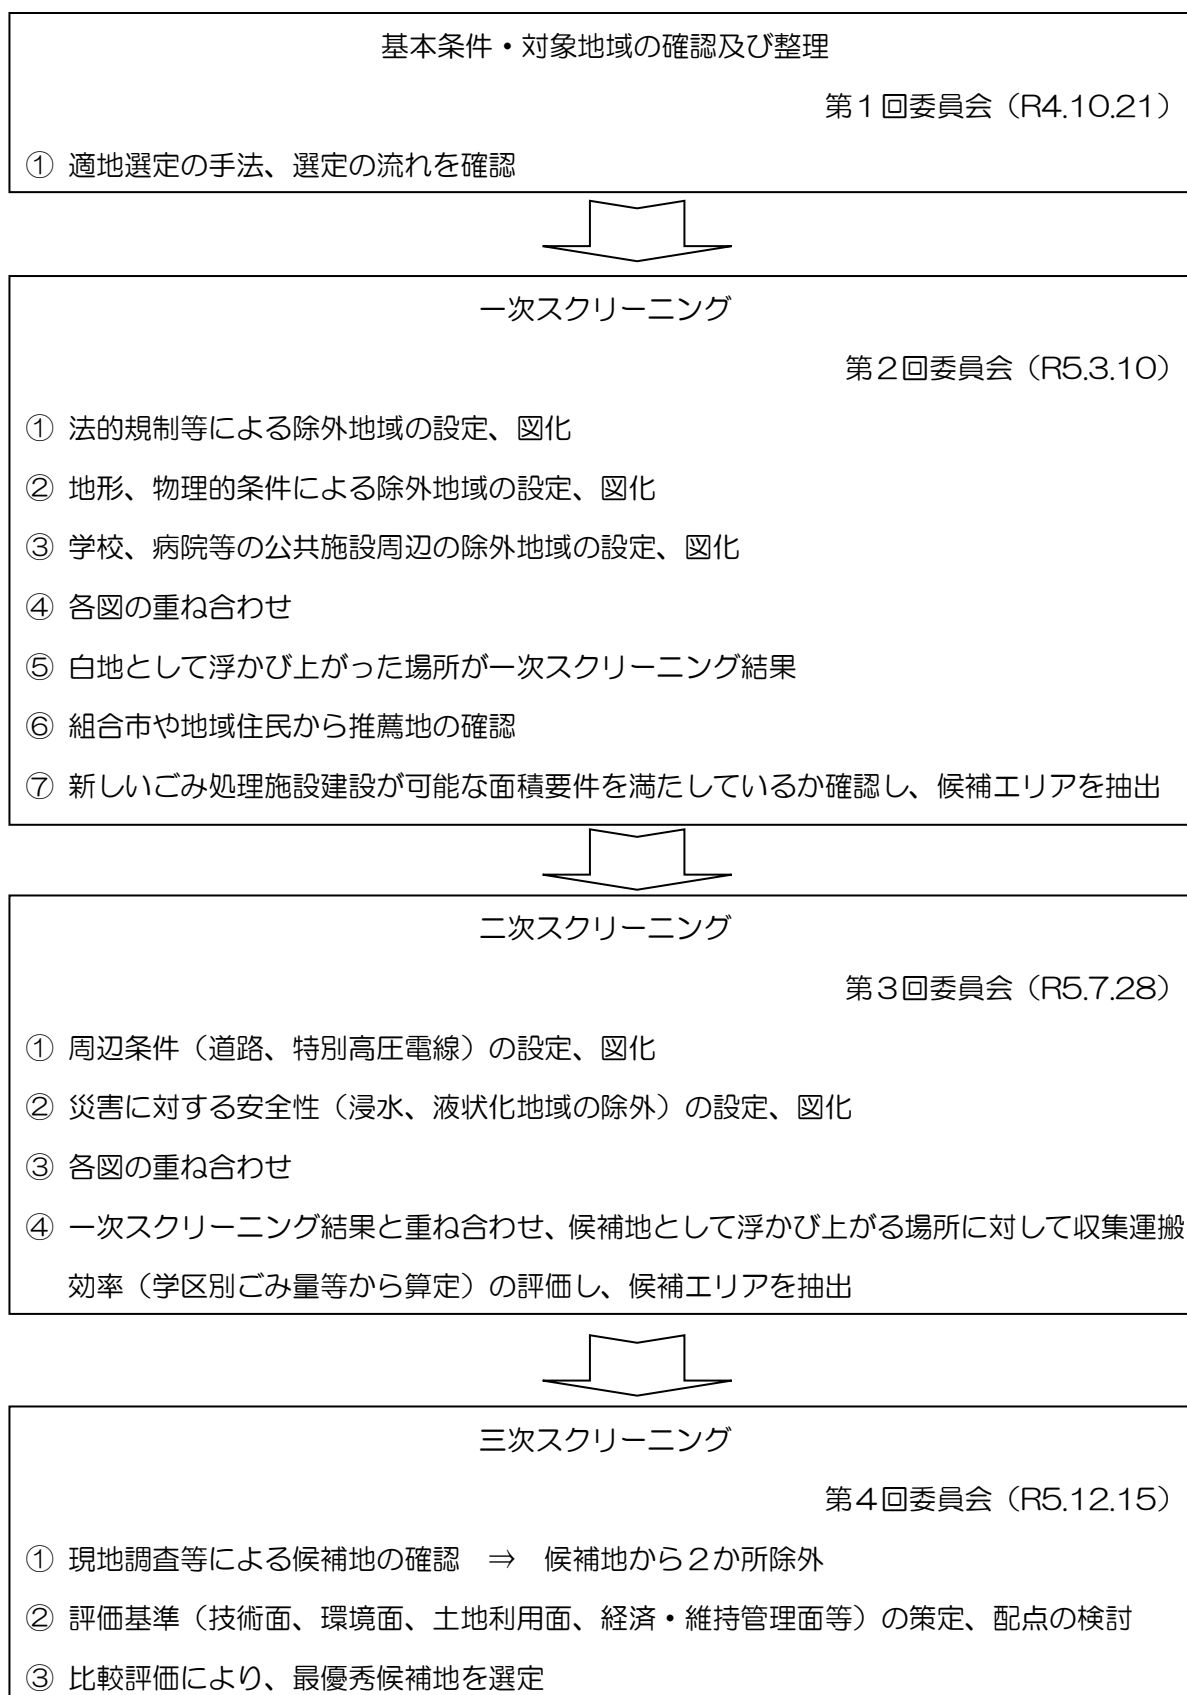 基本条件・対象地域の確認及び整理
第1回委員会（R4.10.21）
① 適地選定の手法、選定の流れを確認
一次スクリーニング
第2回委員会（R5.3.10）
① 法的規制等による除外地域の設定、図化
② 地形、物理的条件による除外地域の設定、図化
③ 学校、病院等の公共施設周辺の除外地域の設定、図化
④ 各図の重ね合わせ
⑤ 白地として浮かび上がった場所が一次スクリーニング結果
⑥ 組合市や地域住民から推薦地の確認
⑦ 新しいごみ処理施設建設が可能な面積要件を満たしているか確認し、候補エリアを抽出
二次スクリーニング
第3回委員会（R5.7.28）
① 周辺条件（道路、特別高圧電線）の設定、図化
② 災害に対する安全性（浸水、液状化地域の除外）の設定、図化
③ 各図の重ね合わせ
④ 一次スクリーニング結果と重ね合わせ、候補地として浮かび上がる場所に対して収集運搬
効率（学区別ごみ量等から算定）の評価し、候補エリアを抽出
三次スクリーニング
第4回委員会（R5.12.15）
① 現地調査等による候補地の確認　⇒　候補地から2か所除外
② 評価基準（技術面、環境面、土地利用面、経済・維持管理面等）の策定、配点の検討
③ 比較評価により、最優秀候補地を選定